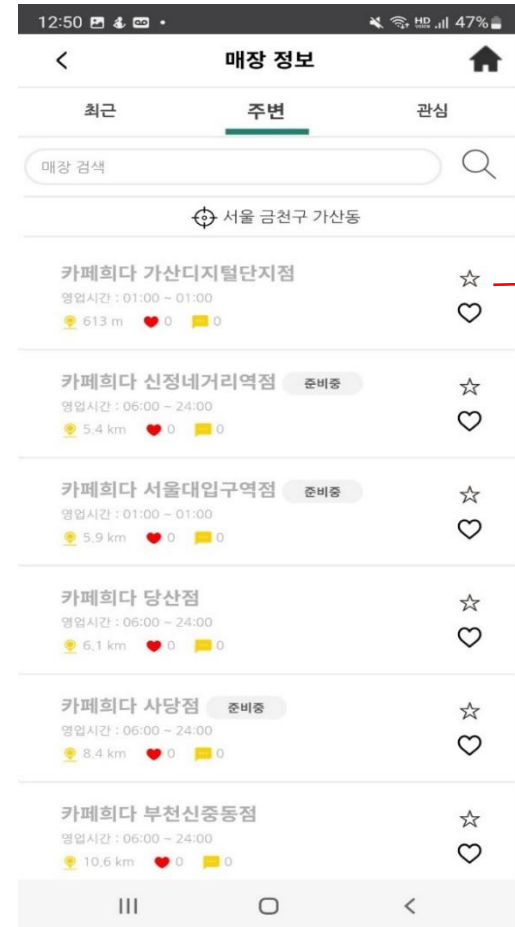 12:50 47%
매장 정보
최근 주변 관심
매장 검색
서울 금천구 가산동
카페희다 가산디지털단지점
영업시간 : 01:00 ~ 01:00
613 m 0 0
카페희다 신정네거리역점 준비중
영업시간 : 06:00 ~ 24:00
5,4 km 0 0
카페희다 서울대입구역점 준비중
영업시간 : 01:00 ~ 01:00
5,9 km 0 0
카페희다 당산점
영업시간 : 06:00 ~ 24:00
6,1 km 0 0
카페희다 사당점 준비중
영업시간 : 06:00 ~ 24:00
8,4 km 0 0
카페희다 부천신중동점
영업시간 : 06:00 ~ 24:00
10,6 km 0 0